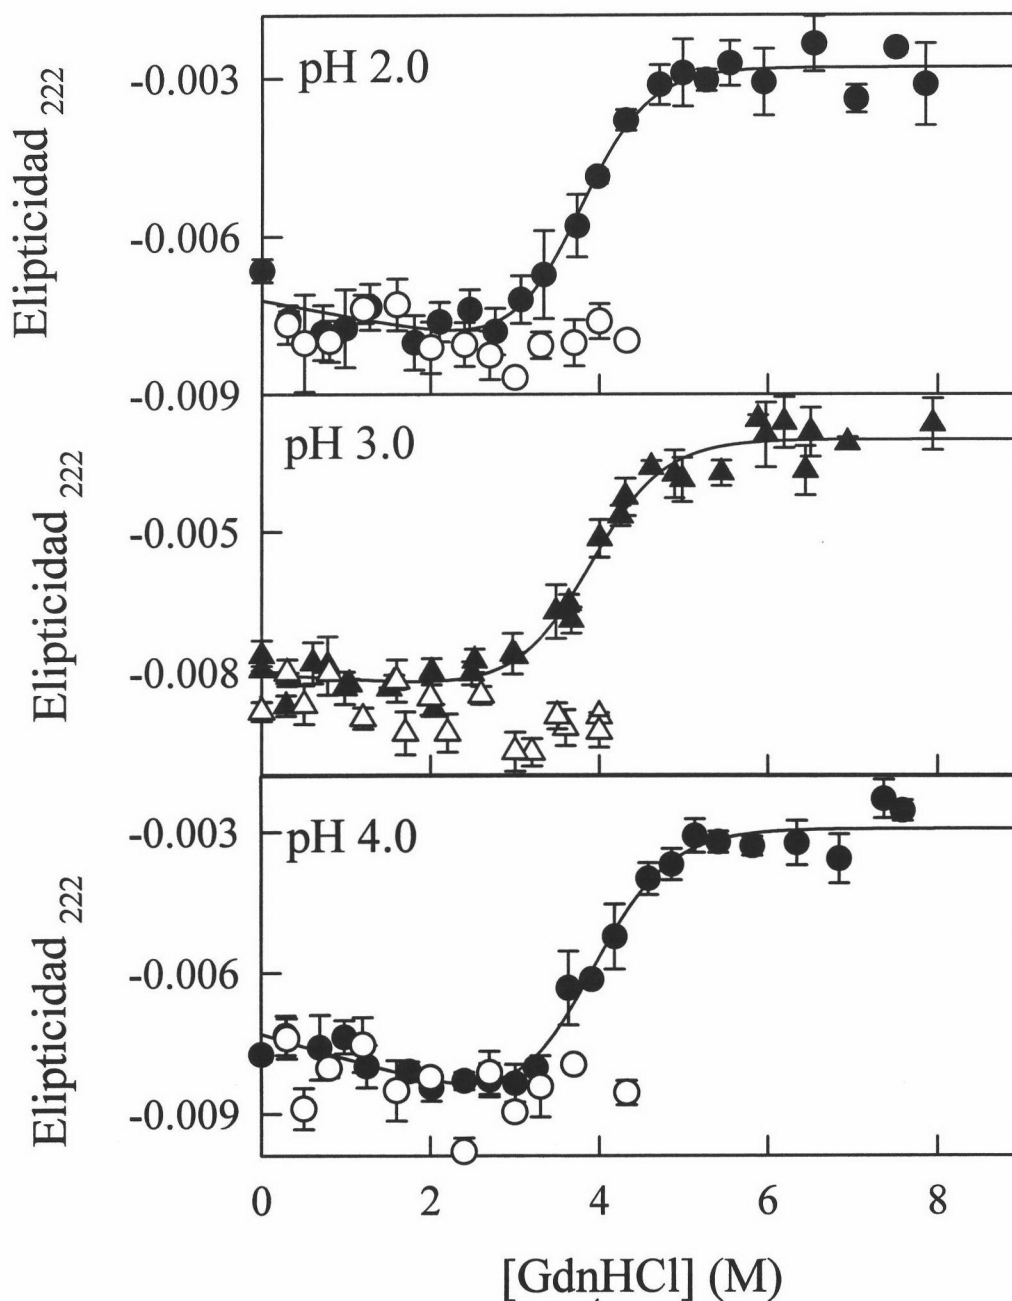 Elipticidad 222
pH 2.0
-0.003
-0.006
-0.009
Elipticidad 222
pH 3.0
-0.005
-0.008
Elipticidad 222
pH 4.0
-0.003
-0.006
-0.009
0 2 4 6 8
[GdnHCl] (M)